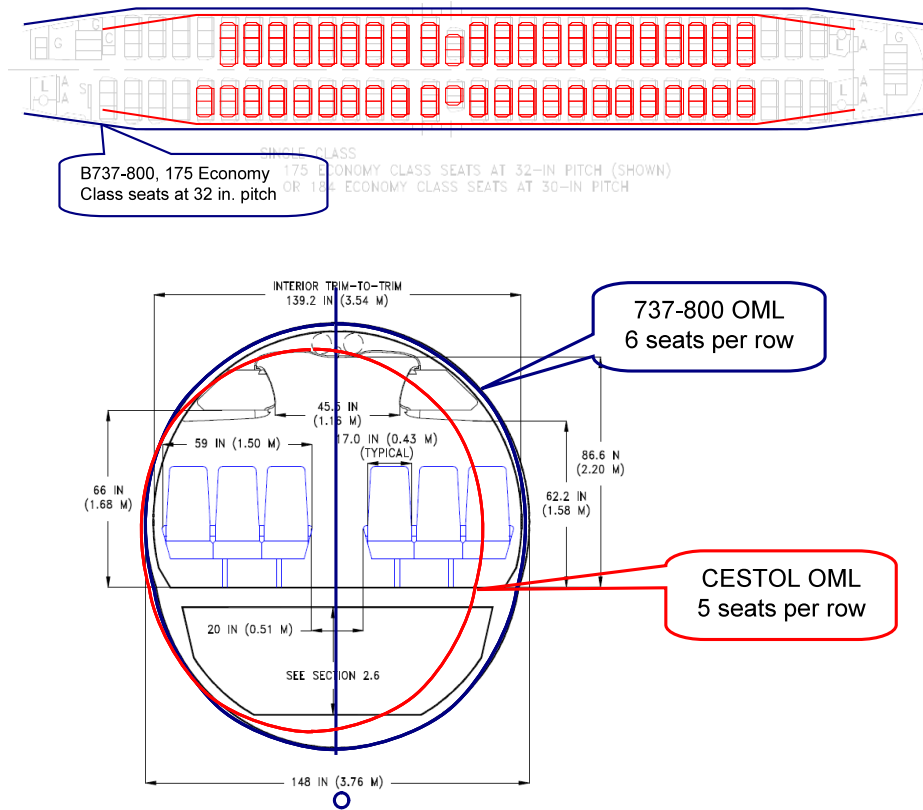 G
G
C
L
A
A
C
L
A
A
S
L
A
A
SINGLE CLASS
175 ECONOMY CLASS SEATS AT 32-IN PITCH (SHOWN)
OR 184 ECONOMY CLASS SEATS AT 30-IN PITCH
B737-800, 175 Economy
Class seats at 32 in. pitch
INTERIOR TRIM-TO-TRIM
139.2 IN (3.54 M)
737-800 OML
6 seats per row
45.5 IN
(1.16 M)
59 IN (1.50 M)
17.0 IN (0.43 M)
(TYPICAL)
86.6 N
(2.20 M)
66 IN
(1.68 M)
62.2 IN
(1.58 M)
CESTOL OML
5 seats per row
20 IN (0.51 M)
SEE SECTION 2.6
148 IN (3.76 M)